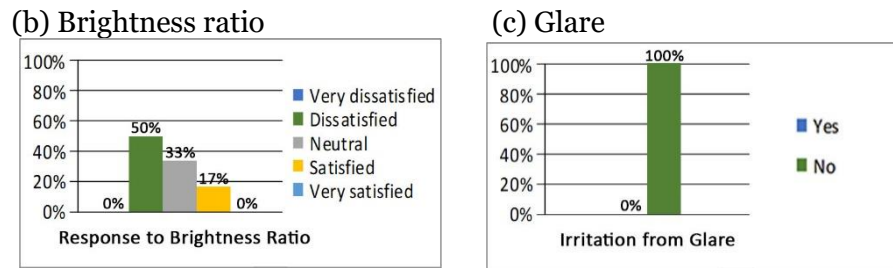 (b) Brightness ratio
100%
80%
60%
40%
20%
0%
0%
50%
33%
17%
0%
Very dissatisfied
Dissatisfied
Neutral
Satisfied
Very satisfied
Response to Brightness Ratio
(c) Glare
100%
80%
60%
40%
20%
0%
0%
100%
Yes
No
Irritation from Glare